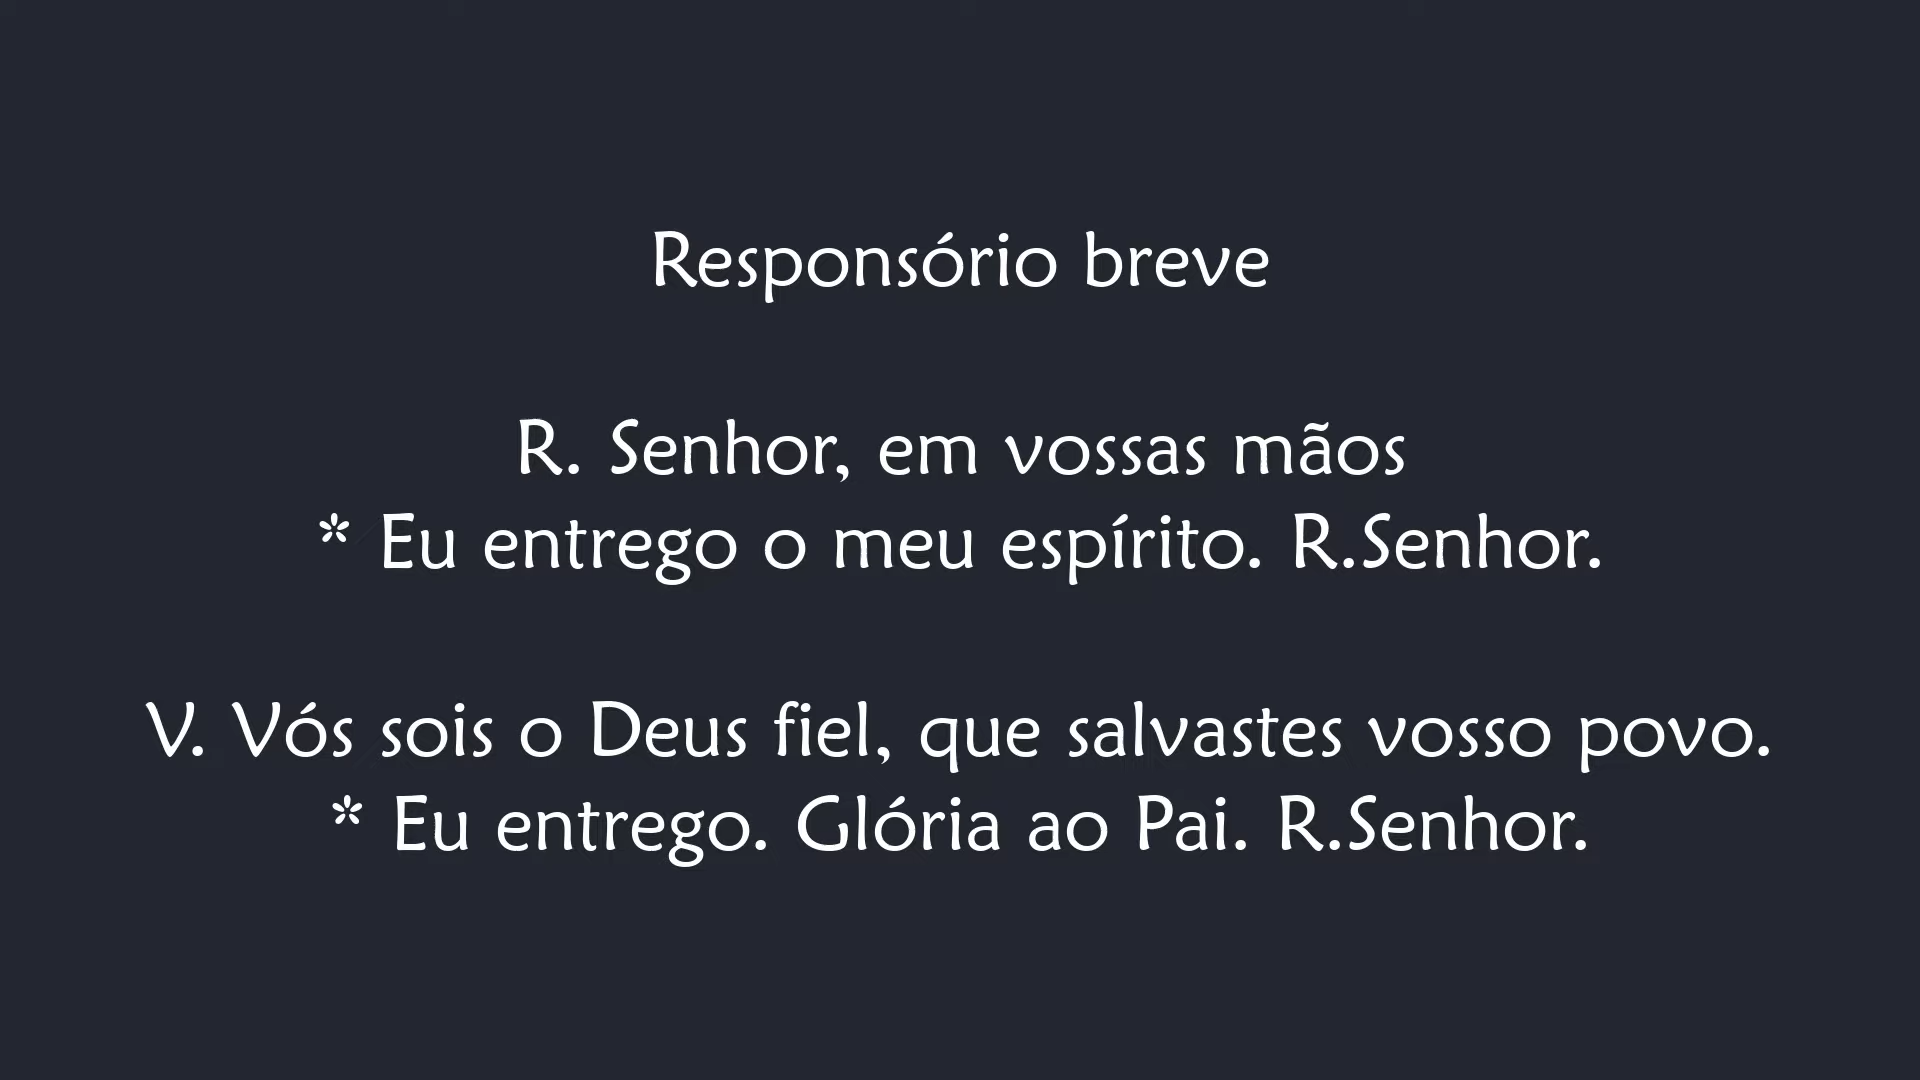 Responsório breve
R. Senhor, em vossas mãos
* Eu entrego o meu espírito. R.Senhor.
V. Vós sois o Deus fiel, que salvastes vosso povo.
* Eu entrego. Glória ao Pai. R.Senhor.